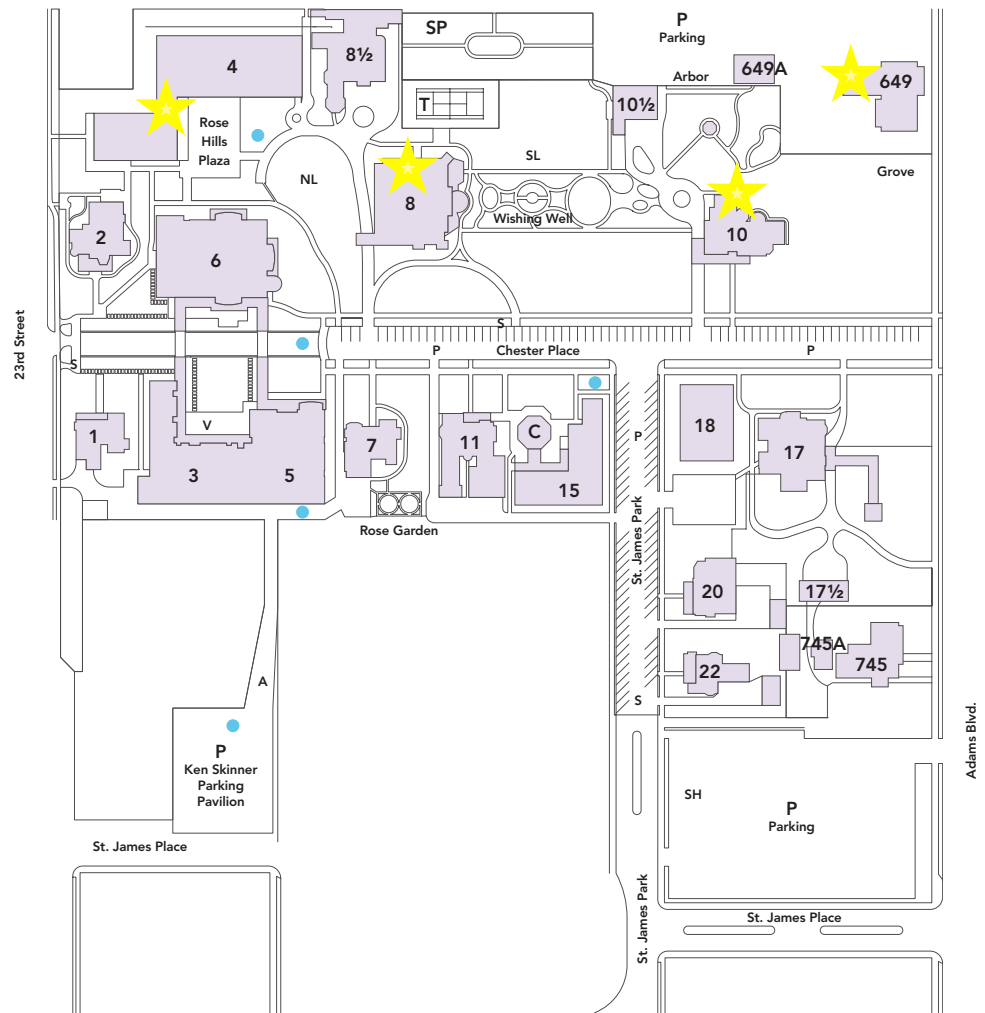 SP
P
Parking
8½
4
649A
649
Arbor
T
10½
Rose
Hills
Plaza
SL
NL
Grove
8
Wishing Well
2
10
6
S
23rd Street
P
Chester Place
P
S
V
1
7
11
C
P
18
17
3
5
15
Rose Garden
St. James Park
20
17½
745A
745
22
A
S
P
Ken Skinner
Parking
Pavilion
Adams Blvd.
SH
P
Parking
St. James Place
St. James Park
St. James Place